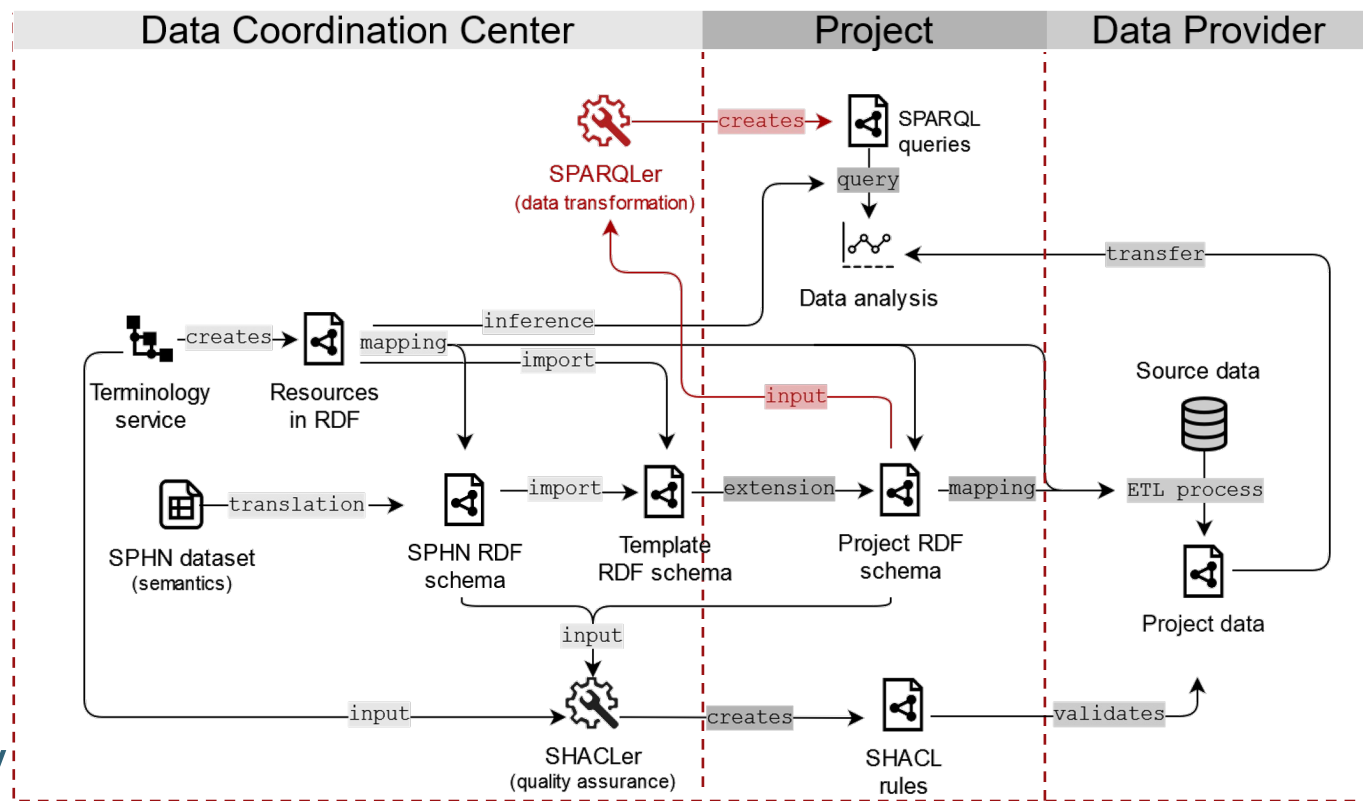 Data Coordination Center
Project
Data Provider
creates
SPARQL
queries
SPARQLer
(data transformation)
query
transfer
Data analysis
inference
creates
mapping
import
Terminology
service
Resources
in RDF
input
Source data
translation
import
extension
mapping
ETL process
SPHN dataset
(semantics)
SPHN RDF
schema
Template
RDF schema
Project RDF
schema
Project data
input
input
creates
validates
SHACLer
(quality assurance)
SHACL
rules